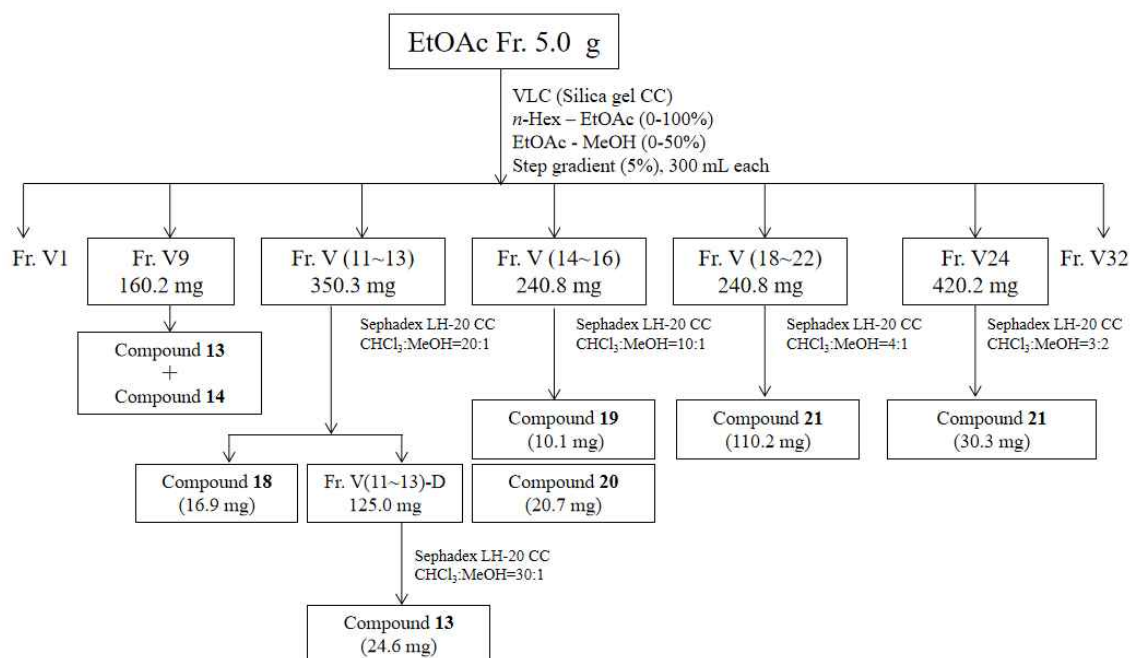 EtOAc Fr. 5.0 g
VLC (Silica gel CC)
n-Hex – EtOAc (0-100%)
EtOAc - MeOH (0-50%)
Step gradient (5%), 300 mL each
Fr. V1
Fr. V9
160.2 mg
Fr. V (11~13)
350.3 mg
Fr. V (14~16)
240.8 mg
Fr. V (18~22)
240.8 mg
Fr. V24
420.2 mg
Fr. V32
Compound 13
+
Compound 14
Sephadex LH-20 CC
CHCl₃:MeOH=20:1
Sephadex LH-20 CC
CHCl₃:MeOH=10:1
Sephadex LH-20 CC
CHCl₃:MeOH=4:1
Sephadex LH-20 CC
CHCl₃:MeOH=3:2
Compound 19
(10.1 mg)
Compound 21
(110.2 mg)
Compound 21
(30.3 mg)
Compound 18
(16.9 mg)
Fr. V(11~13)-D
125.0 mg
Compound 20
(20.7 mg)
Sephadex LH-20 CC
CHCl₃:MeOH=30:1
Compound 13
(24.6 mg)